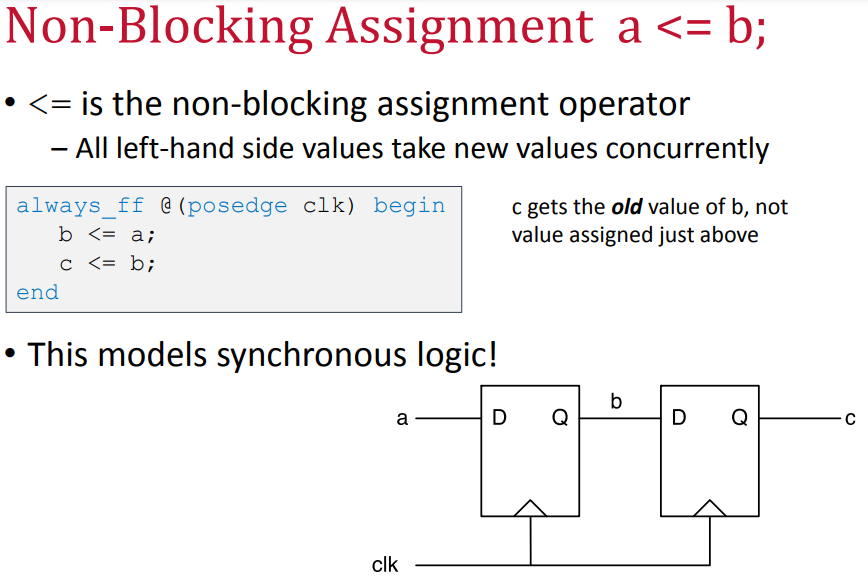 Non-Blocking Assignment a <= b;
• <= is the non-blocking assignment operator
– All left-hand side values take new values concurrently
always_ff @(posedge clk) begin
b <= a;
c <= b;
end
c gets the old value of b, not
value assigned just above
• This models synchronous logic!
a D Q b D Q c
clk